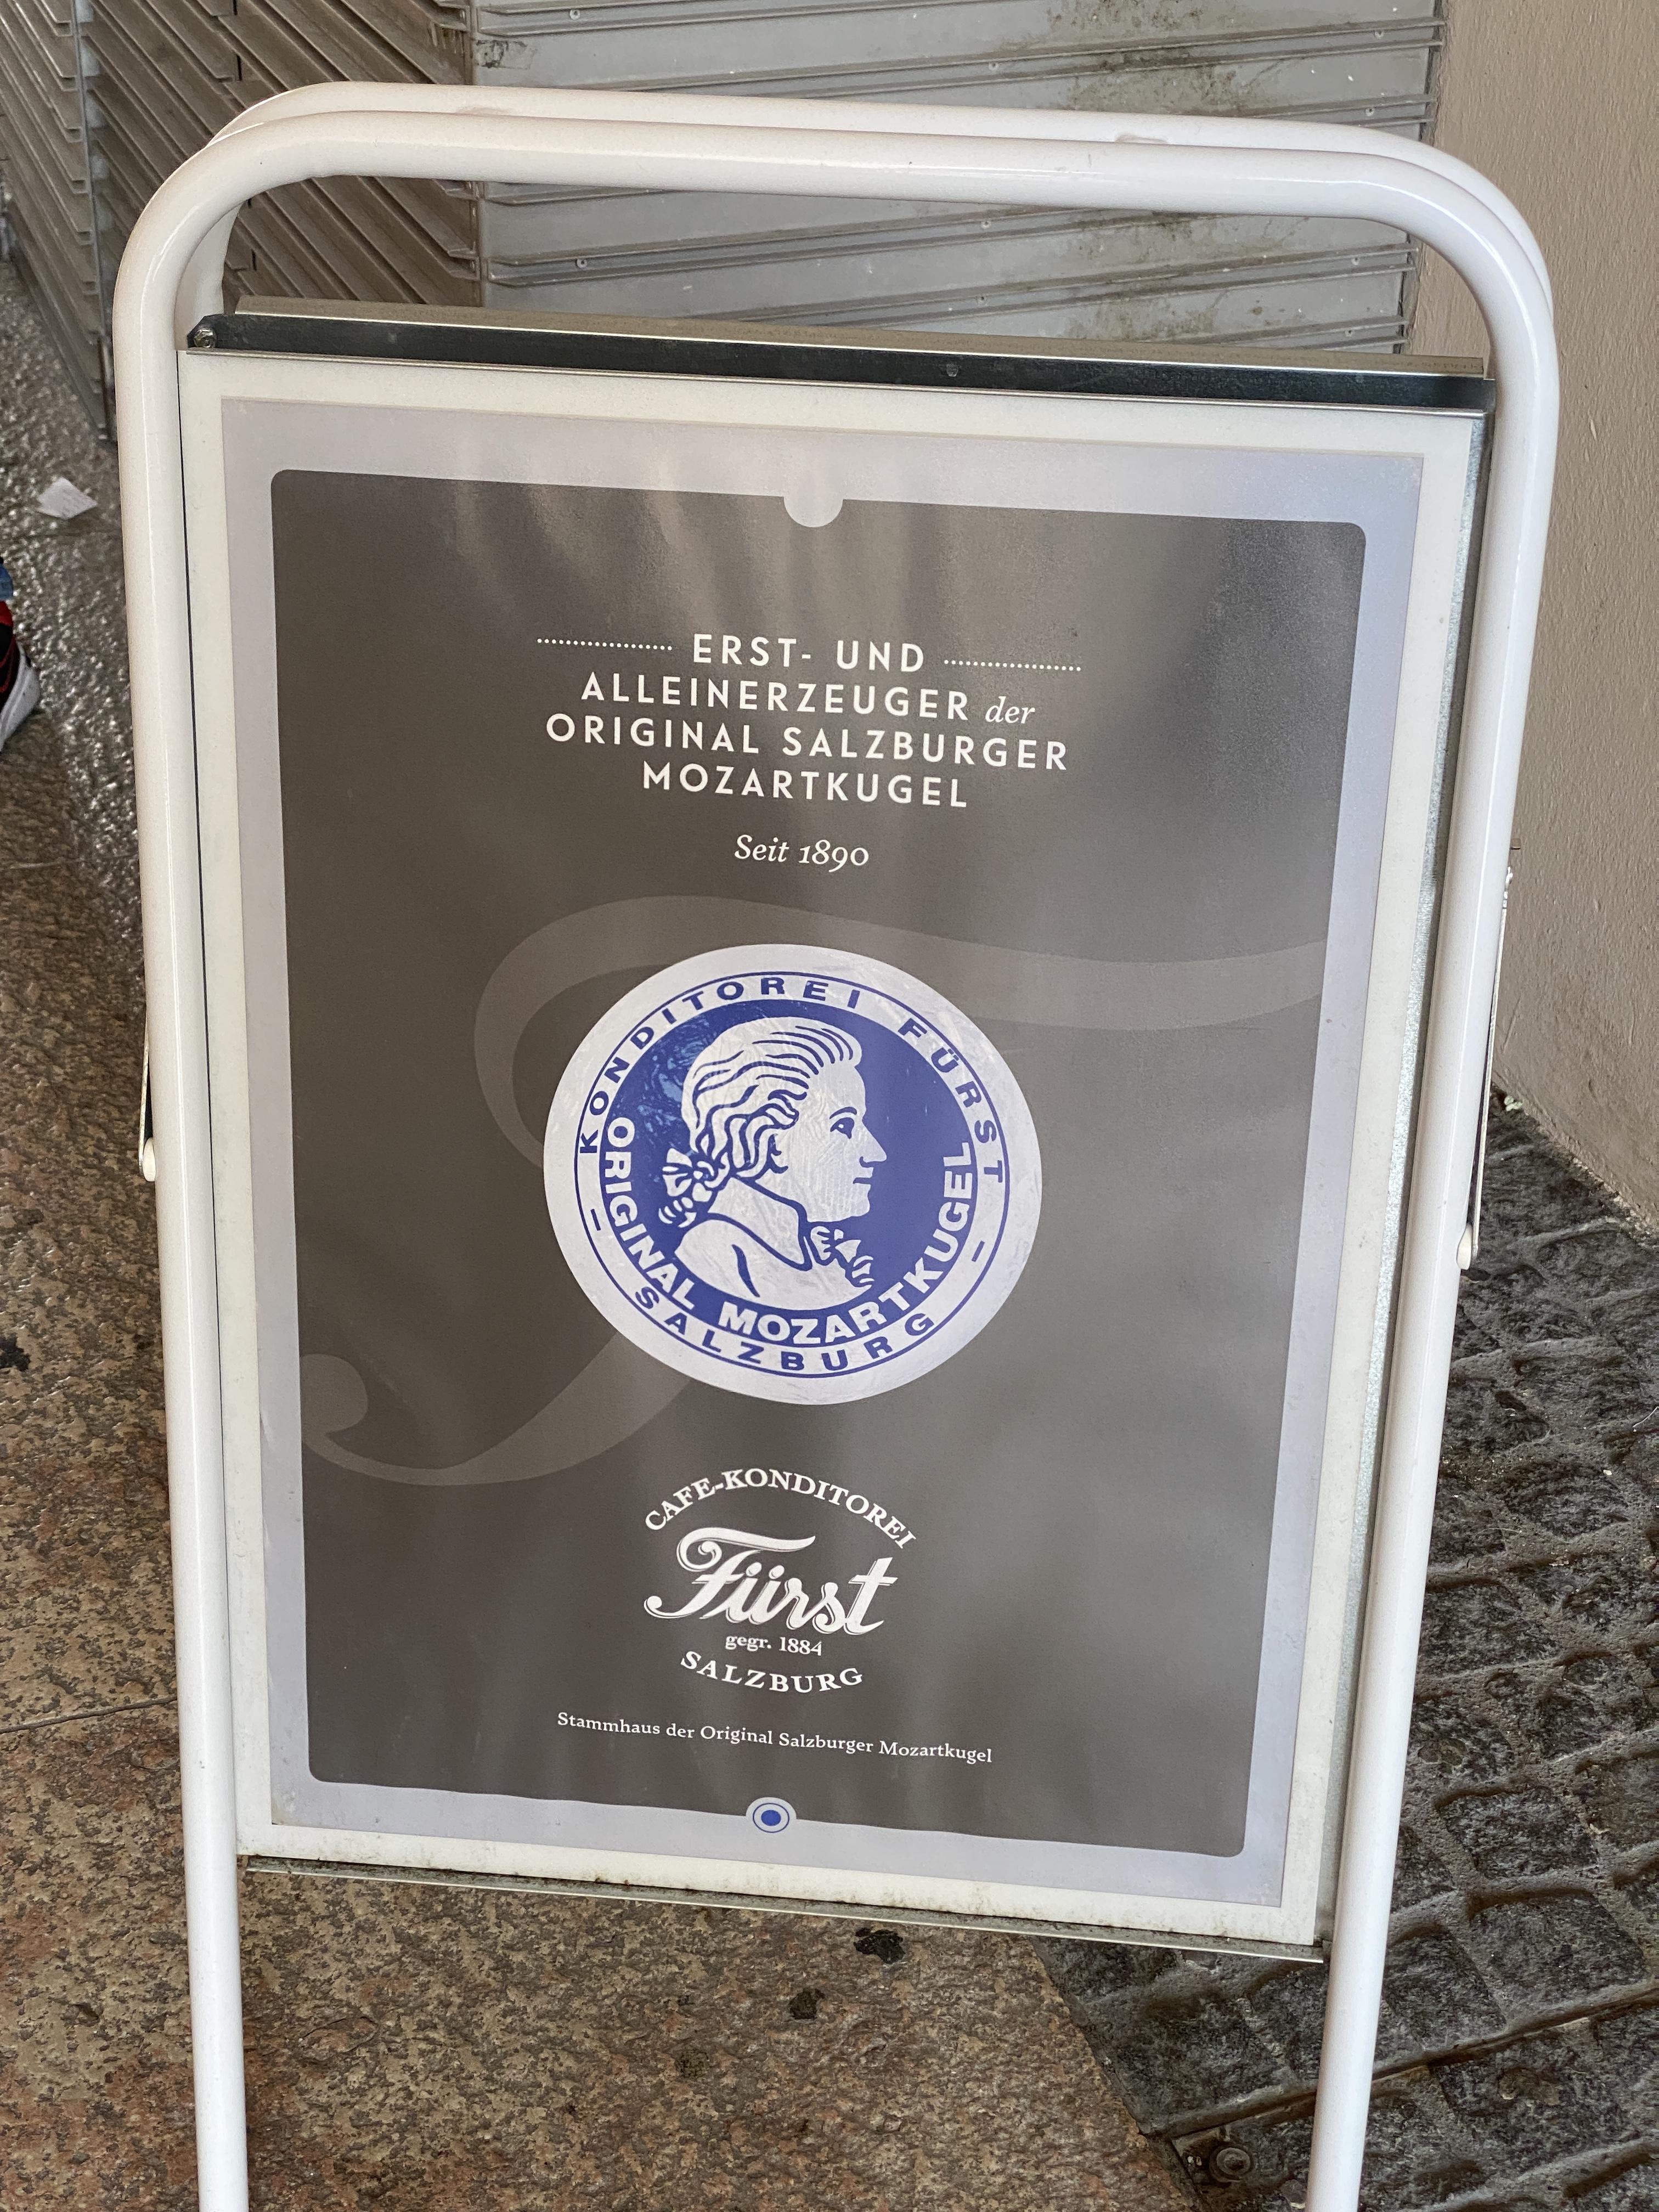 ERST- UND
ALLEINERZEUGER der
ORIGINAL SALZBURGER
MOZARTKUGEL
Seit 1890
KONDITOREI FÜRST
ORIGINAL MOZARTKUGEL
– SALZBURG –
CAFE-KONDITOREI
Fürst
gegr. 1884
SALZBURG
Stammhaus der Original Salzburger Mozartkugel